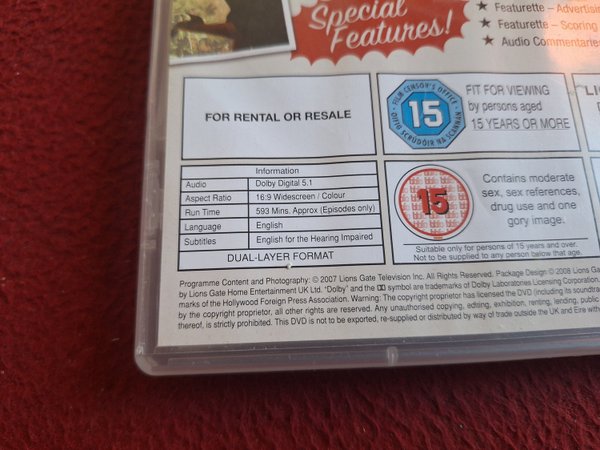 Special
Features!
★ Featurette – Advertisin
★ Featurette – Scoring
★ Audio Commentarie
FOR RENTAL OR RESALE
FILM CENSOR'S OFFICE
15
OIFIG SCRÚDÓIR NA SCANNÁN
FIT FOR VIEWING
by persons aged
15 YEARS OR MORE
Information
Audio Dolby Digital 5.1
Aspect Ratio 16:9 Widescreen / Colour
Run Time 593 Mins. Approx (Episodes only)
Language English
Subtitles English for the Hearing Impaired
DUAL-LAYER FORMAT
15
Contains moderate
sex, sex references,
drug use and one
gory image.
Suitable only for persons of 15 years and over.
Not to be supplied to any person below that age.
Programme Content and Photography: © 2007 Lions Gate Television Inc. All Rights Reserved. Package Design © 2008 Lions Gat
by Lions Gate Home Entertainment UK Ltd. "Dolby" and the symbol are trademarks of Dolby Laboratories Licensing Corporation.
marks of the Hollywood Foreign Press Association. Warning: The copyright proprietor has licensed the DVD (including its soundtra
by the copyright proprietor, all other rights are reserved. Any unauthorised copying, editing, exhibition, renting, lending, public
thereof, is strictly prohibited. This DVD is not to be exported, re-supplied or distributed by way of trade outside the UK and Eire with